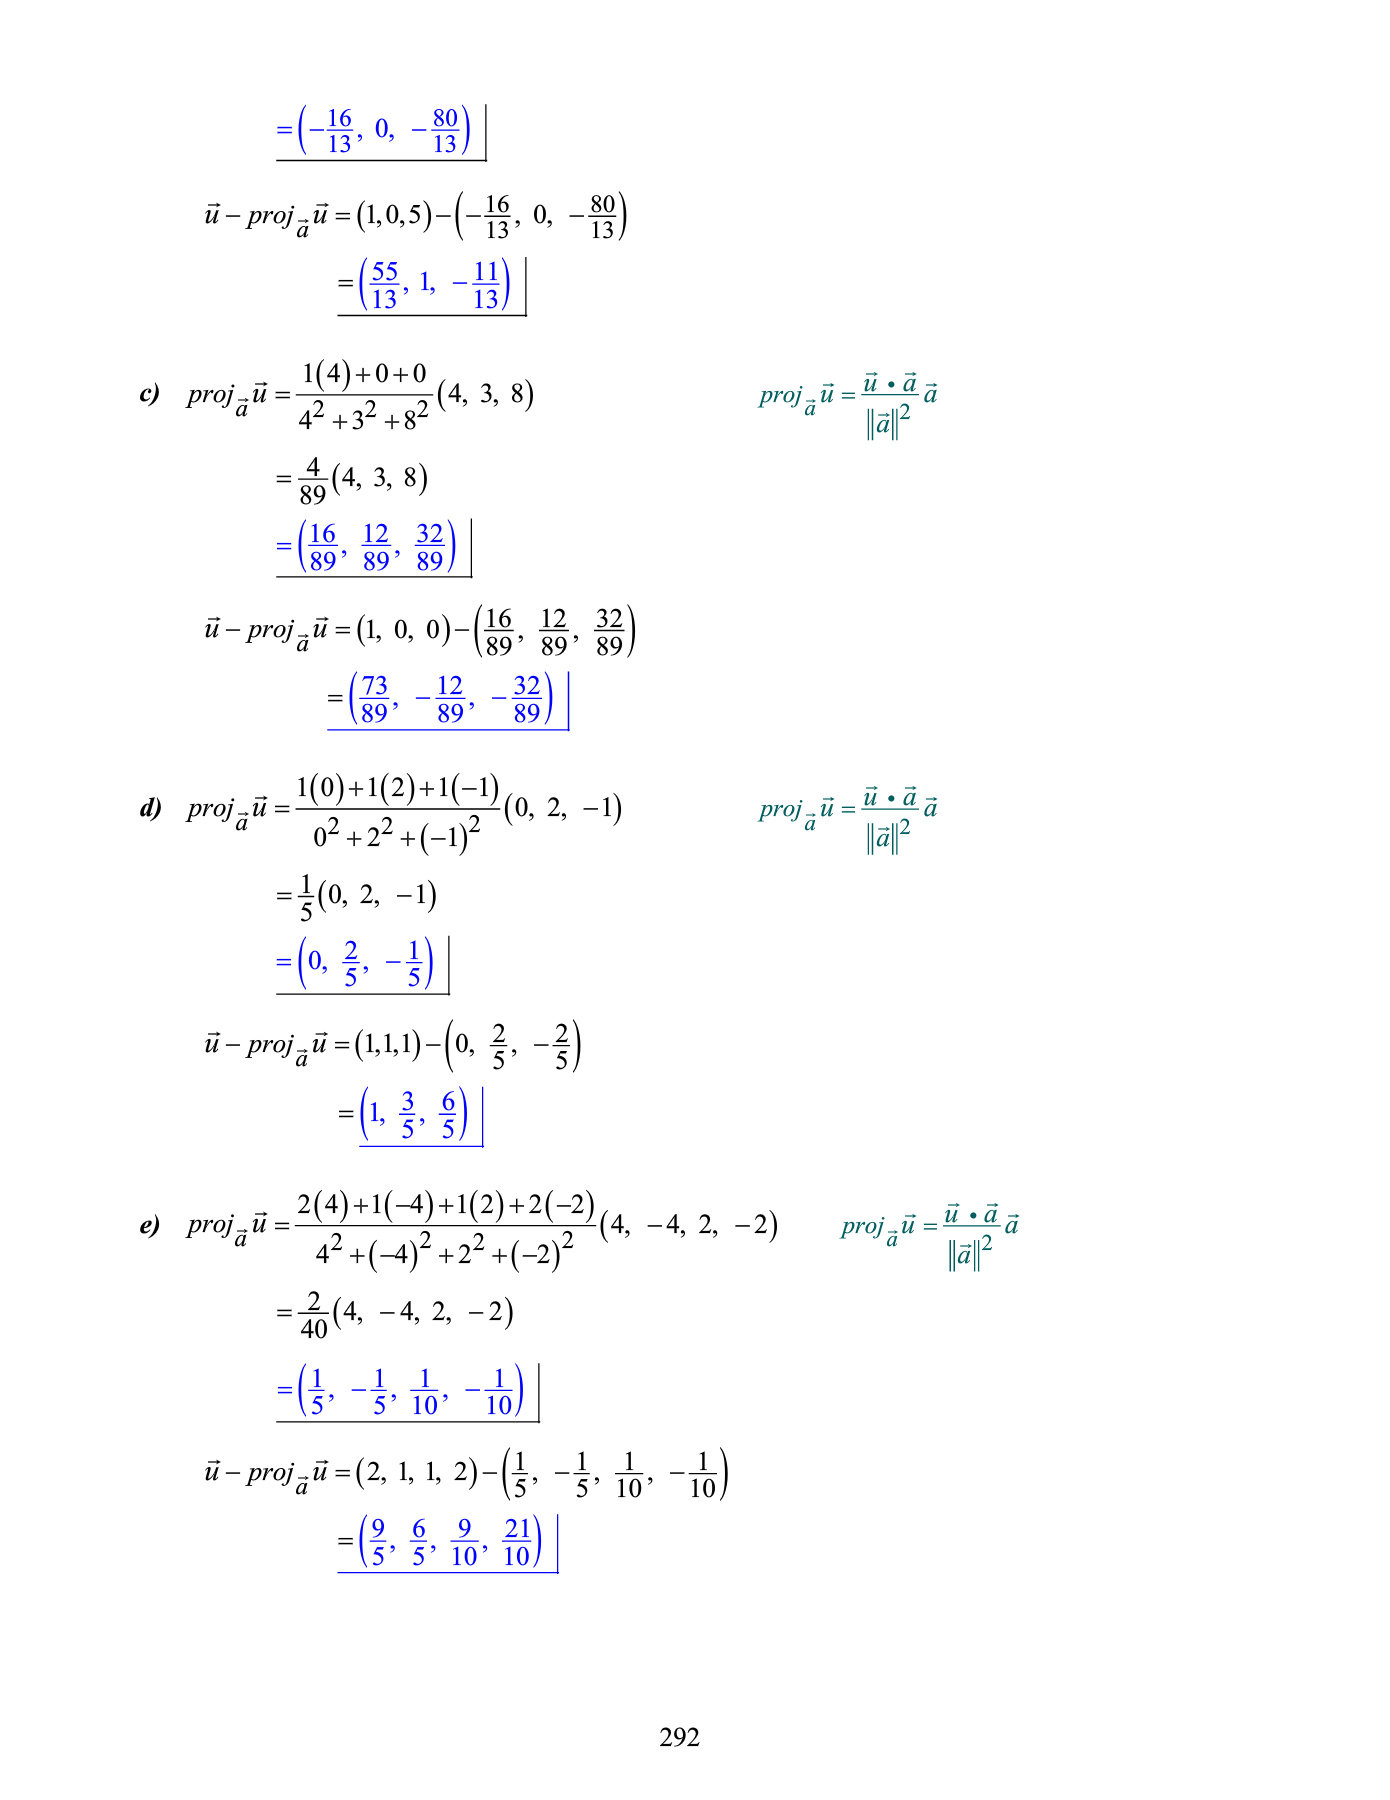 = (−16/13, 0, −80/13)
u⃗ − proj_a⃗ u⃗ = (1,0,5) − (−16/13, 0, −80/13)
= (55/13, 1, −11/13)
c) proj_a⃗ u⃗ = (1(4)+0+0)/(4² + 3² + 8²) (4, 3, 8) proj_a⃗ u⃗ = (u⃗ • a⃗)/‖a⃗‖² a⃗
= 4/89 (4, 3, 8)
= (16/89, 12/89, 32/89)
u⃗ − proj_a⃗ u⃗ = (1, 0, 0) − (16/89, 12/89, 32/89)
= (73/89, −12/89, −32/89)
d) proj_a⃗ u⃗ = (1(0)+1(2)+1(−1))/(0² + 2² + (−1)²) (0, 2, −1) proj_a⃗ u⃗ = (u⃗ • a⃗)/‖a⃗‖² a⃗
= 1/5 (0, 2, −1)
= (0, 2/5, −1/5)
u⃗ − proj_a⃗ u⃗ = (1,1,1) − (0, 2/5, −2/5)
= (1, 3/5, 6/5)
e) proj_a⃗ u⃗ = (2(4)+1(−4)+1(2)+2(−2))/(4² + (−4)² + 2² + (−2)²) (4, −4, 2, −2) proj_a⃗ u⃗ = (u⃗ • a⃗)/‖a⃗‖² a⃗
= 2/40 (4, −4, 2, −2)
= (1/5, −1/5, 1/10, −1/10)
u⃗ − proj_a⃗ u⃗ = (2, 1, 1, 2) − (1/5, −1/5, 1/10, −1/10)
= (9/5, 6/5, 9/10, 21/10)
292